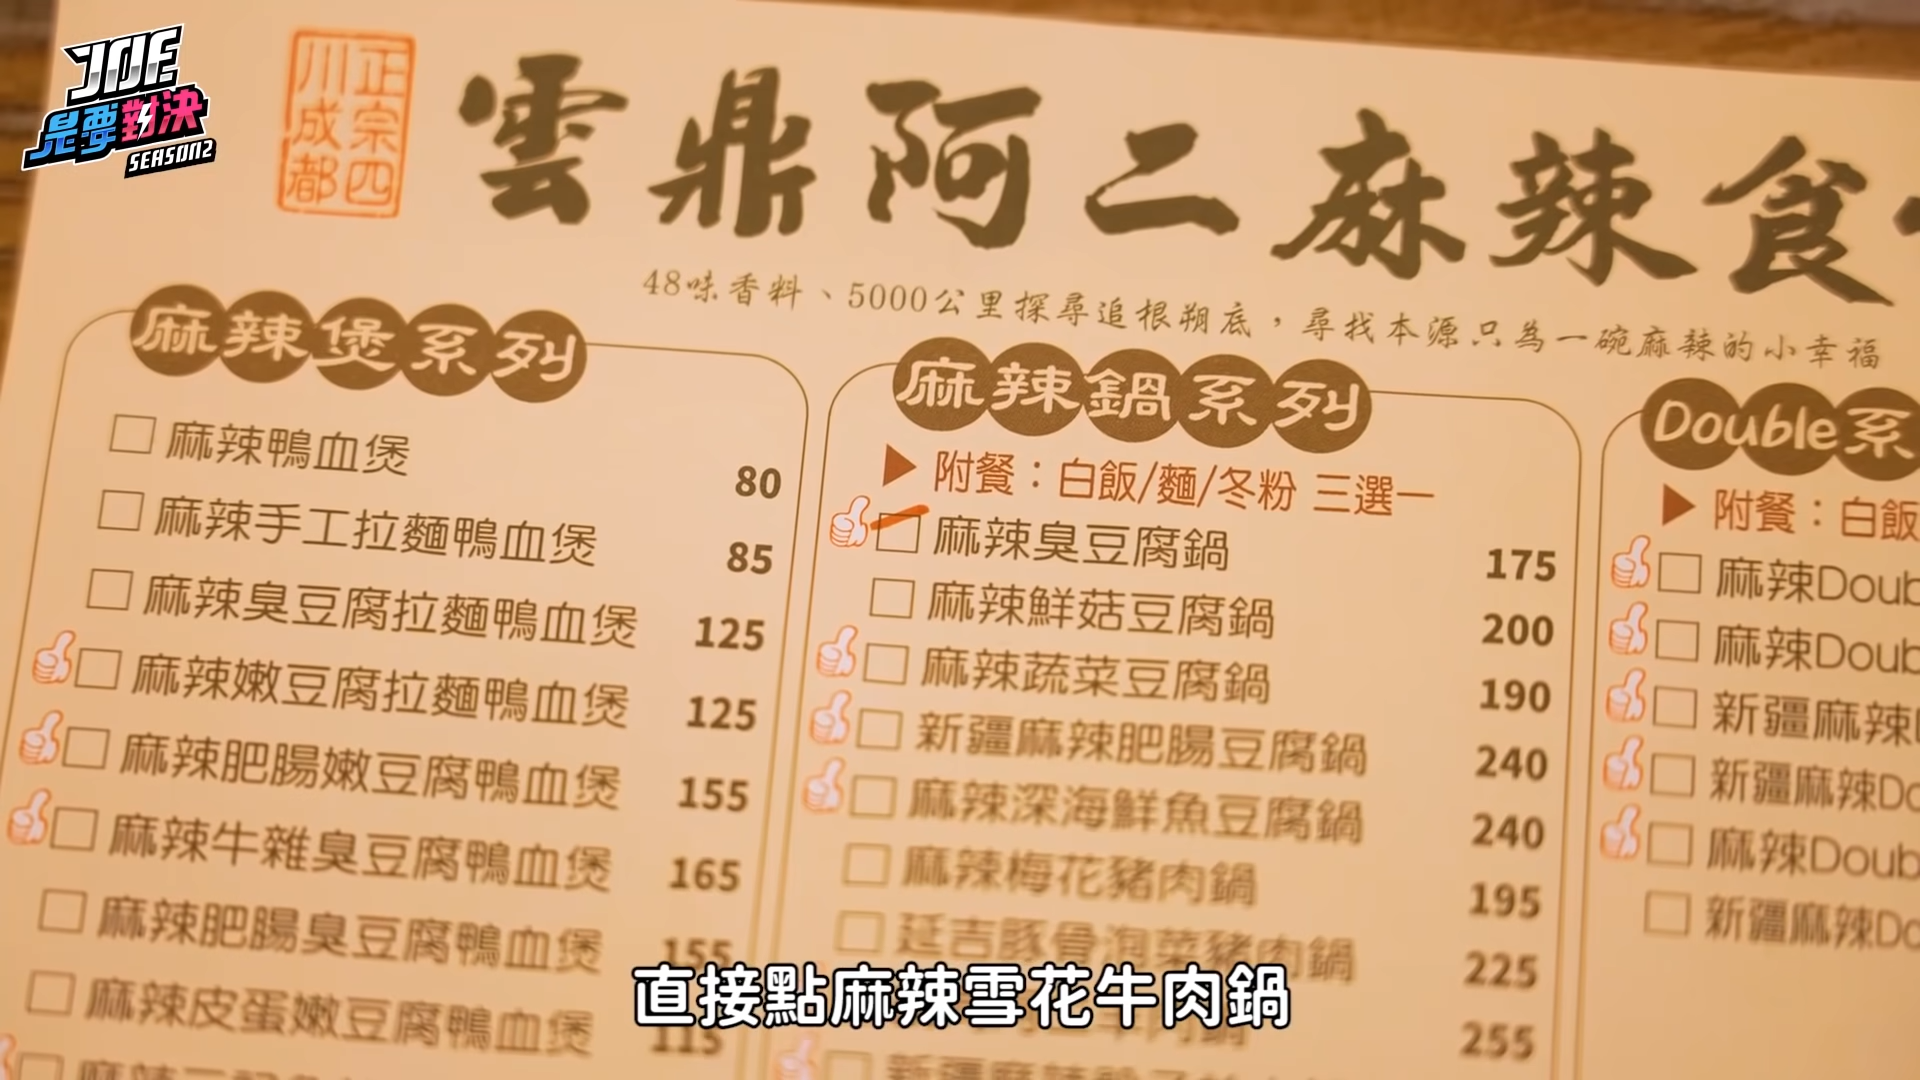 JOE
是要對決
SEASON2
正宗四
川成都
雲鼎阿二麻辣食
48味香料、5000公里探尋追根朔底，尋找本源只為一碗麻辣的小幸福
麻辣煲系列
麻辣鴨血煲 80
麻辣手工拉麵鴨血煲 85
麻辣臭豆腐拉麵鴨血煲 125
麻辣嫩豆腐拉麵鴨血煲 125
麻辣肥腸嫩豆腐鴨血煲 155
麻辣牛雜臭豆腐鴨血煲 165
麻辣肥腸臭豆腐鴨血煲 155
麻辣皮蛋嫩豆腐鴨血煲 115
麻辣鍋系列
▶ 附餐：白飯/麵/冬粉 三選一
麻辣臭豆腐鍋 175
麻辣鮮菇豆腐鍋 200
麻辣蔬菜豆腐鍋 190
新疆麻辣肥腸豆腐鍋 240
麻辣深海鮮魚豆腐鍋 240
麻辣梅花豬肉鍋 195
延吉豚骨泡菜豬肉鍋 225
255
Double系
▶ 附餐：白飯
麻辣Doub
麻辣Doub
新疆麻辣
新疆麻辣Do
麻辣Doub
新疆麻辣Do
直接點麻辣雪花牛肉鍋